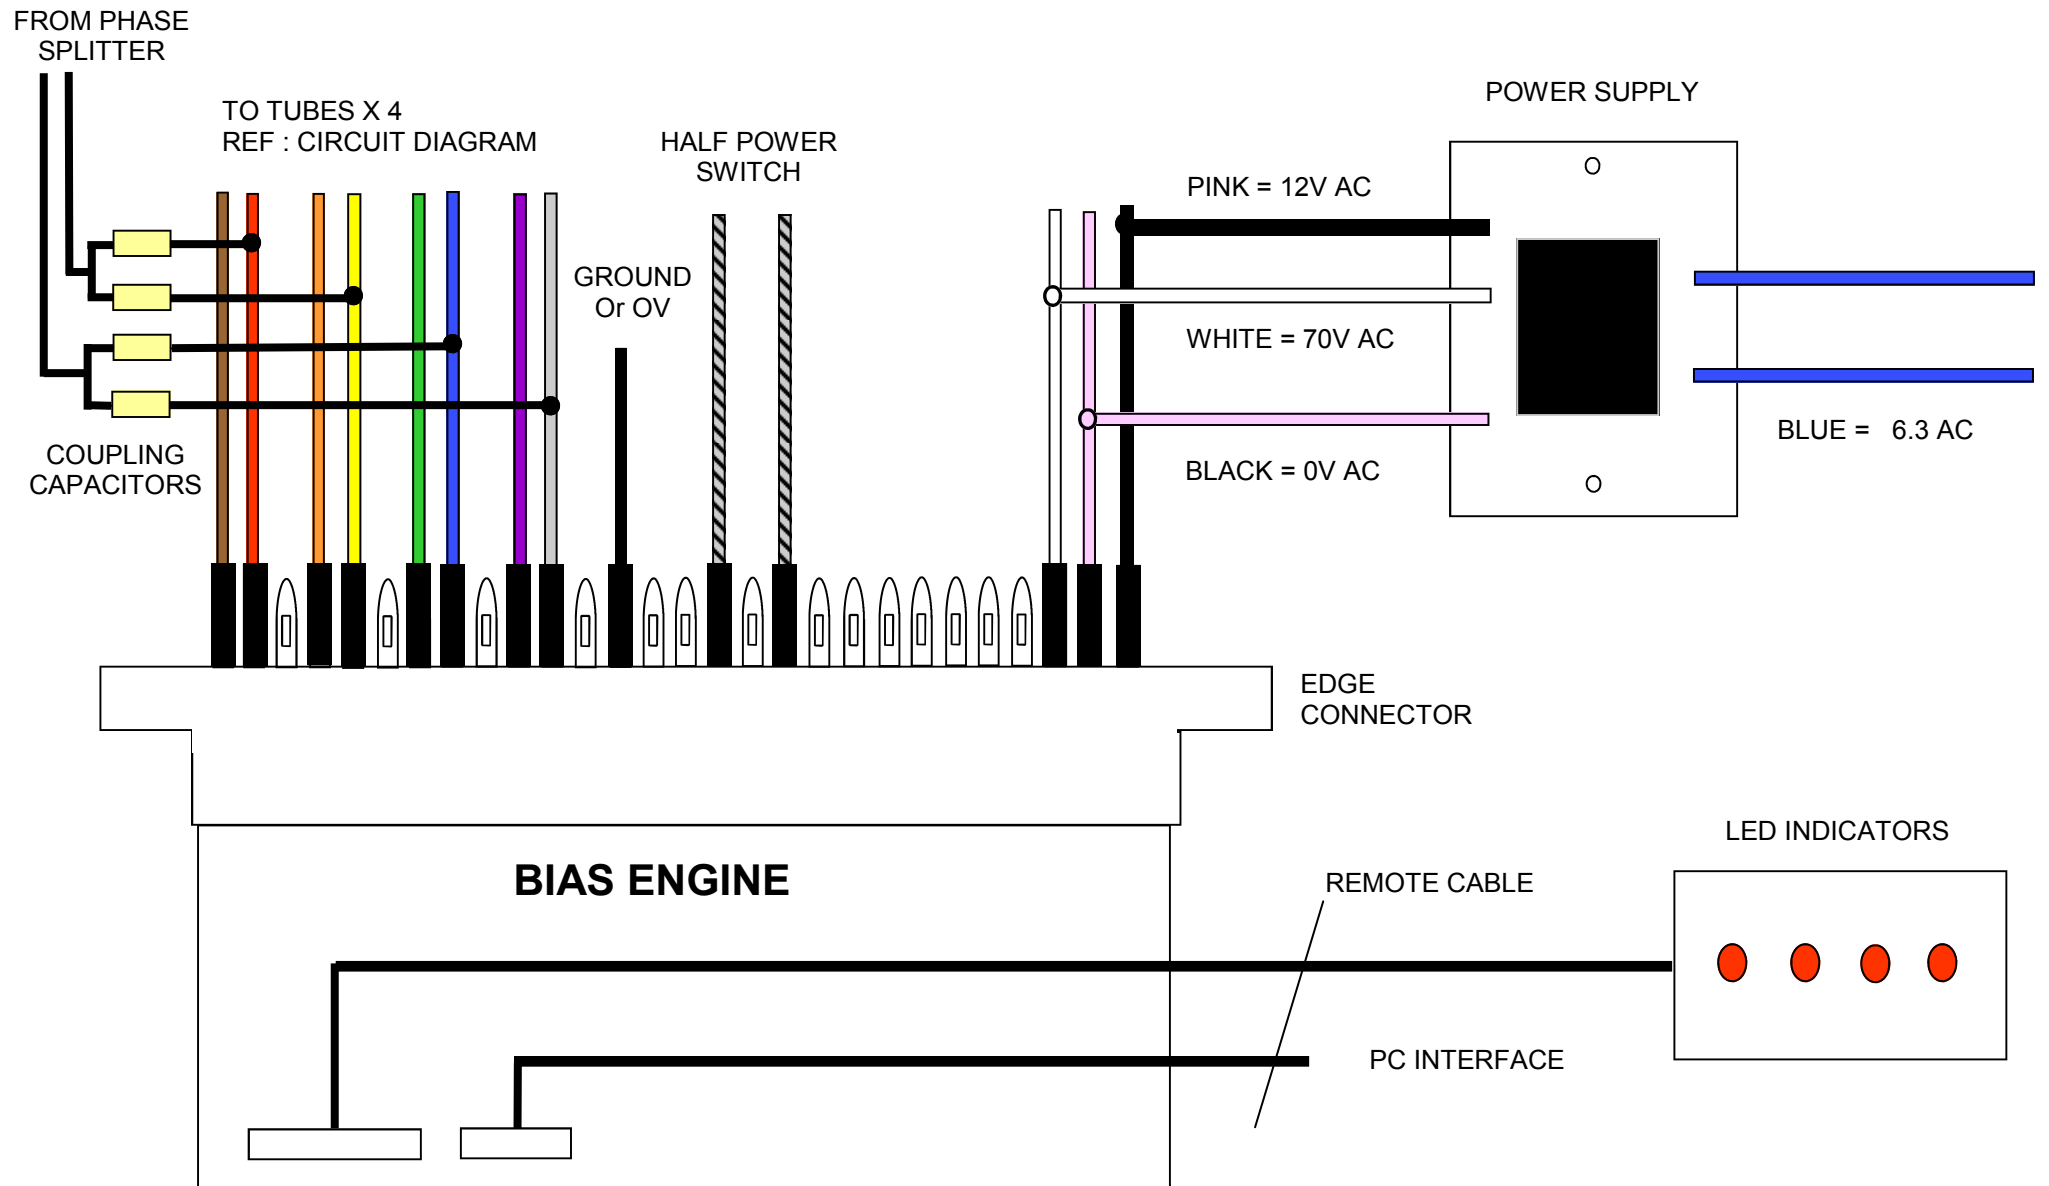 FROM PHASE
SPLITTER
TO TUBES X 4
REF : CIRCUIT DIAGRAM
HALF POWER
SWITCH
POWER SUPPLY
PINK = 12V AC
GROUND
Or OV
WHITE = 70V AC
BLUE = 6.3 AC
COUPLING
CAPACITORS
BLACK = 0V AC
EDGE
CONNECTOR
LED INDICATORS
BIAS ENGINE
REMOTE CABLE
PC INTERFACE